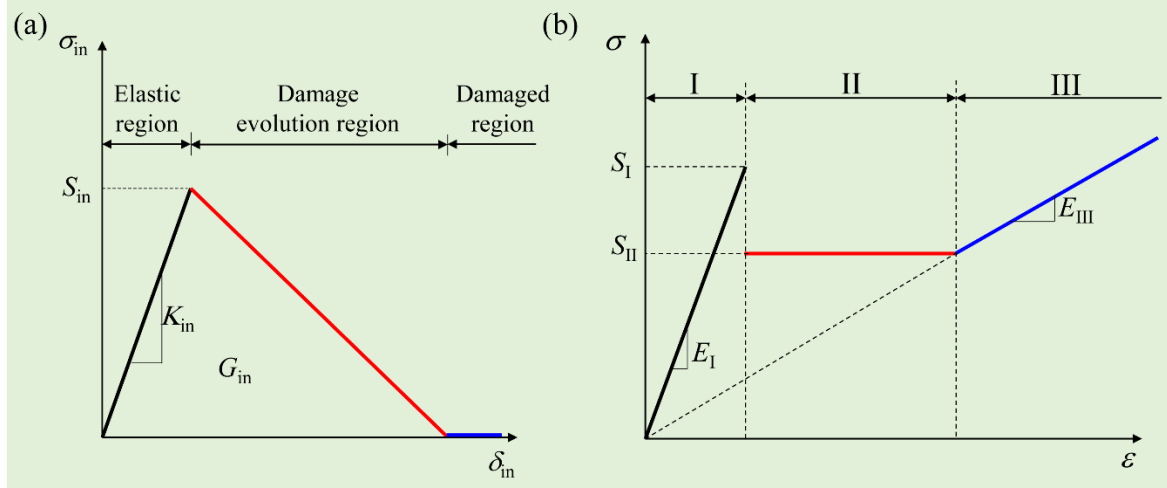 (a)
σin
Elastic
region
Damage
evolution region
Damaged
region
Sin
Kin
Gin
δin
(b)
σ
I
II
III
SI
SII
EI
EIII
ε